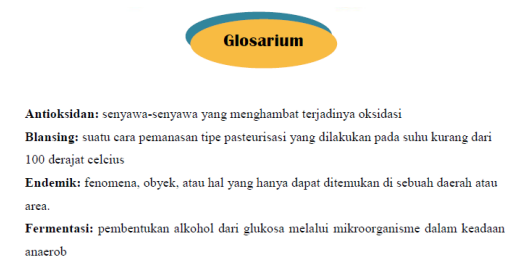 Glosarium
Antioksidan: senyawa-senyawa yang menghambat terjadinya oksidasi
Blansing: suatu cara pemanasan tipe pasteurisasi yang dilakukan pada suhu kurang dari
100 derajat celcius
Endemik: fenomena, obyek, atau hal yang hanya dapat ditemukan di sebuah daerah atau
area.
Fermentasi: pembentukan alkohol dari glukosa melalui mikroorganisme dalam keadaan
anaerob